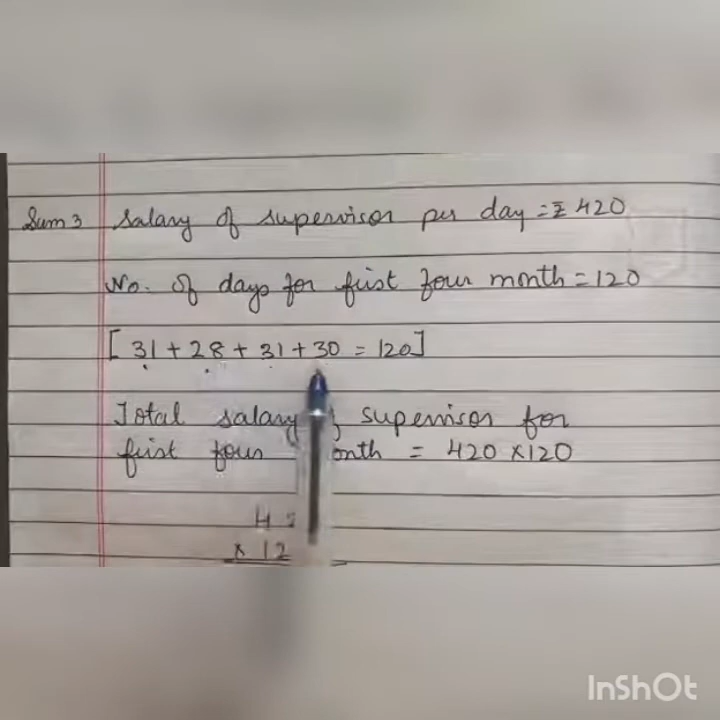 Sum 3 Salary of supervisor per day = ₹ 420
No. of days for first four month = 120
[ 31 + 28 + 31 + 30 = 120]
Total salary supervisor for
first four = 420 × 120
4
× 12
InShOt